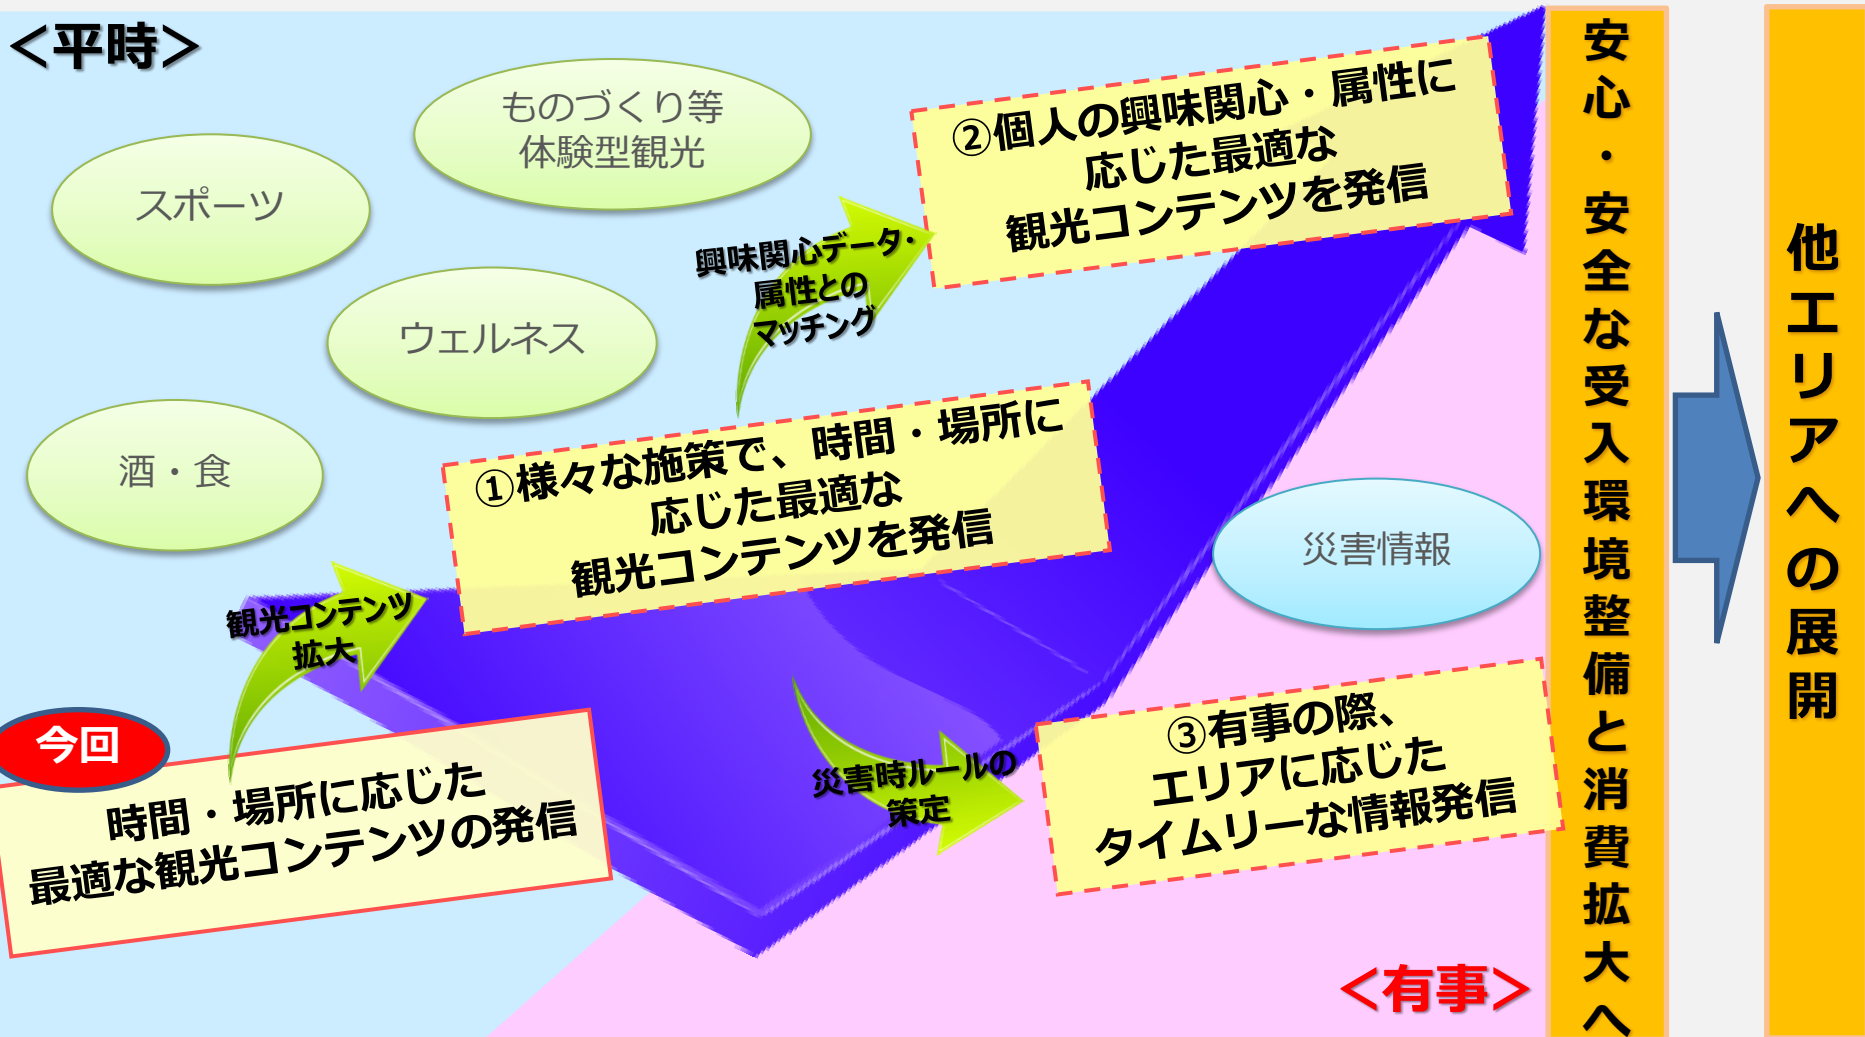 ＜平時＞
ものづくり等
体験型観光
スポーツ
ウェルネス
酒・食
②個人の興味関心・属性に
応じた最適な
観光コンテンツを発信
興味関心データ・
属性との
マッチング
①様々な施策で、時間・場所に
応じた最適な
観光コンテンツを発信
観光コンテンツ
拡大
今回
時間・場所に応じた
最適な観光コンテンツの発信
災害情報
災害時ルールの
策定
③有事の際、
エリアに応じた
タイムリーな情報発信
＜有事＞
安心・安全な受入環境整備と消費拡大へ
他エリアへの展開